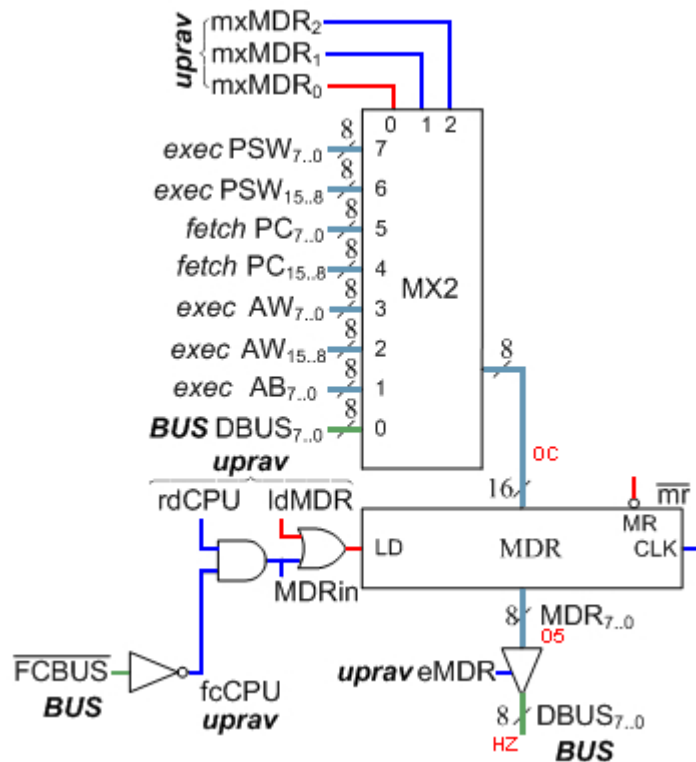 uprav
mxMDR₂
mxMDR₁
mxMDR₀
0 1 2
exec PSW₇..₀ 8 7
exec PSW₁₅..₈ 8 6
fetch PC₇..₀ 8 5
fetch PC₁₅..₈ 8 4
MX2
exec AW₇..₀ 8 3
exec AW₁₅..₈ 8 2
8
exec AB₇..₀ 8 1
BUS DBUS₇..₀ 8 0
uprav
0C
rdCPU ldMDR
16
m̅r̅
MR
LD
MDR
CLK
MDRin
8 MDR₇..₀
05
F̅C̅B̅U̅S̅
BUS
fcCPU
uprav
uprav eMDR
8 DBUS₇..₀
HZ
BUS